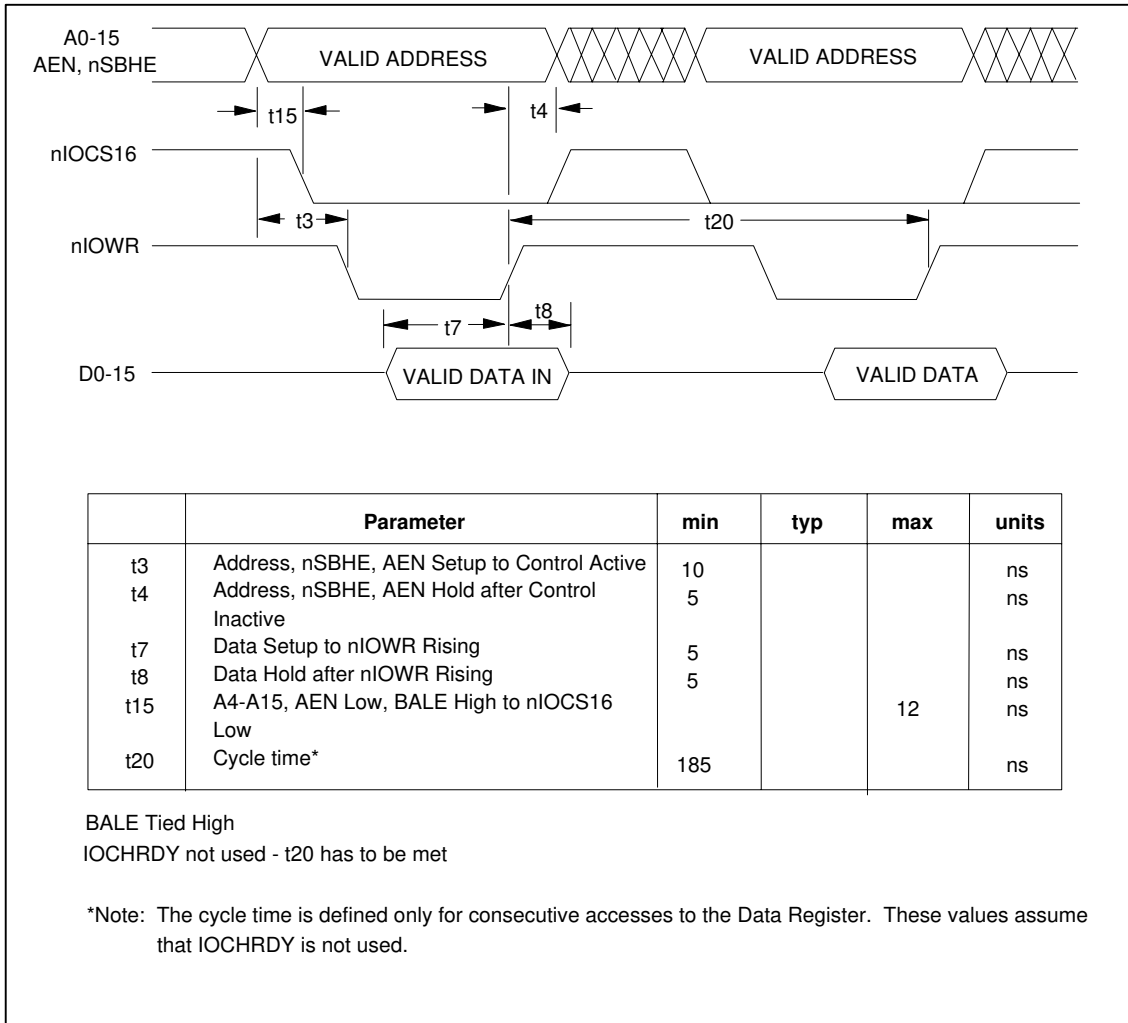 A0-15
AEN, nSBHE
VALID ADDRESS
VALID ADDRESS
t15
t4
nIOCS16
t3
t20
nIOWR
t7
t8
D0-15
VALID DATA IN
VALID DATA
Parameter min typ max units
t3 Address, nSBHE, AEN Setup to Control Active 10 ns
t4 Address, nSBHE, AEN Hold after Control 5 ns
Inactive
t7 Data Setup to nIOWR Rising 5 ns
t8 Data Hold after nIOWR Rising 5 ns
t15 A4-A15, AEN Low, BALE High to nIOCS16 12 ns
Low
t20 Cycle time* 185 ns
BALE Tied High
IOCHRDY not used - t20 has to be met
*Note: The cycle time is defined only for consecutive accesses to the Data Register. These values assume
that IOCHRDY is not used.